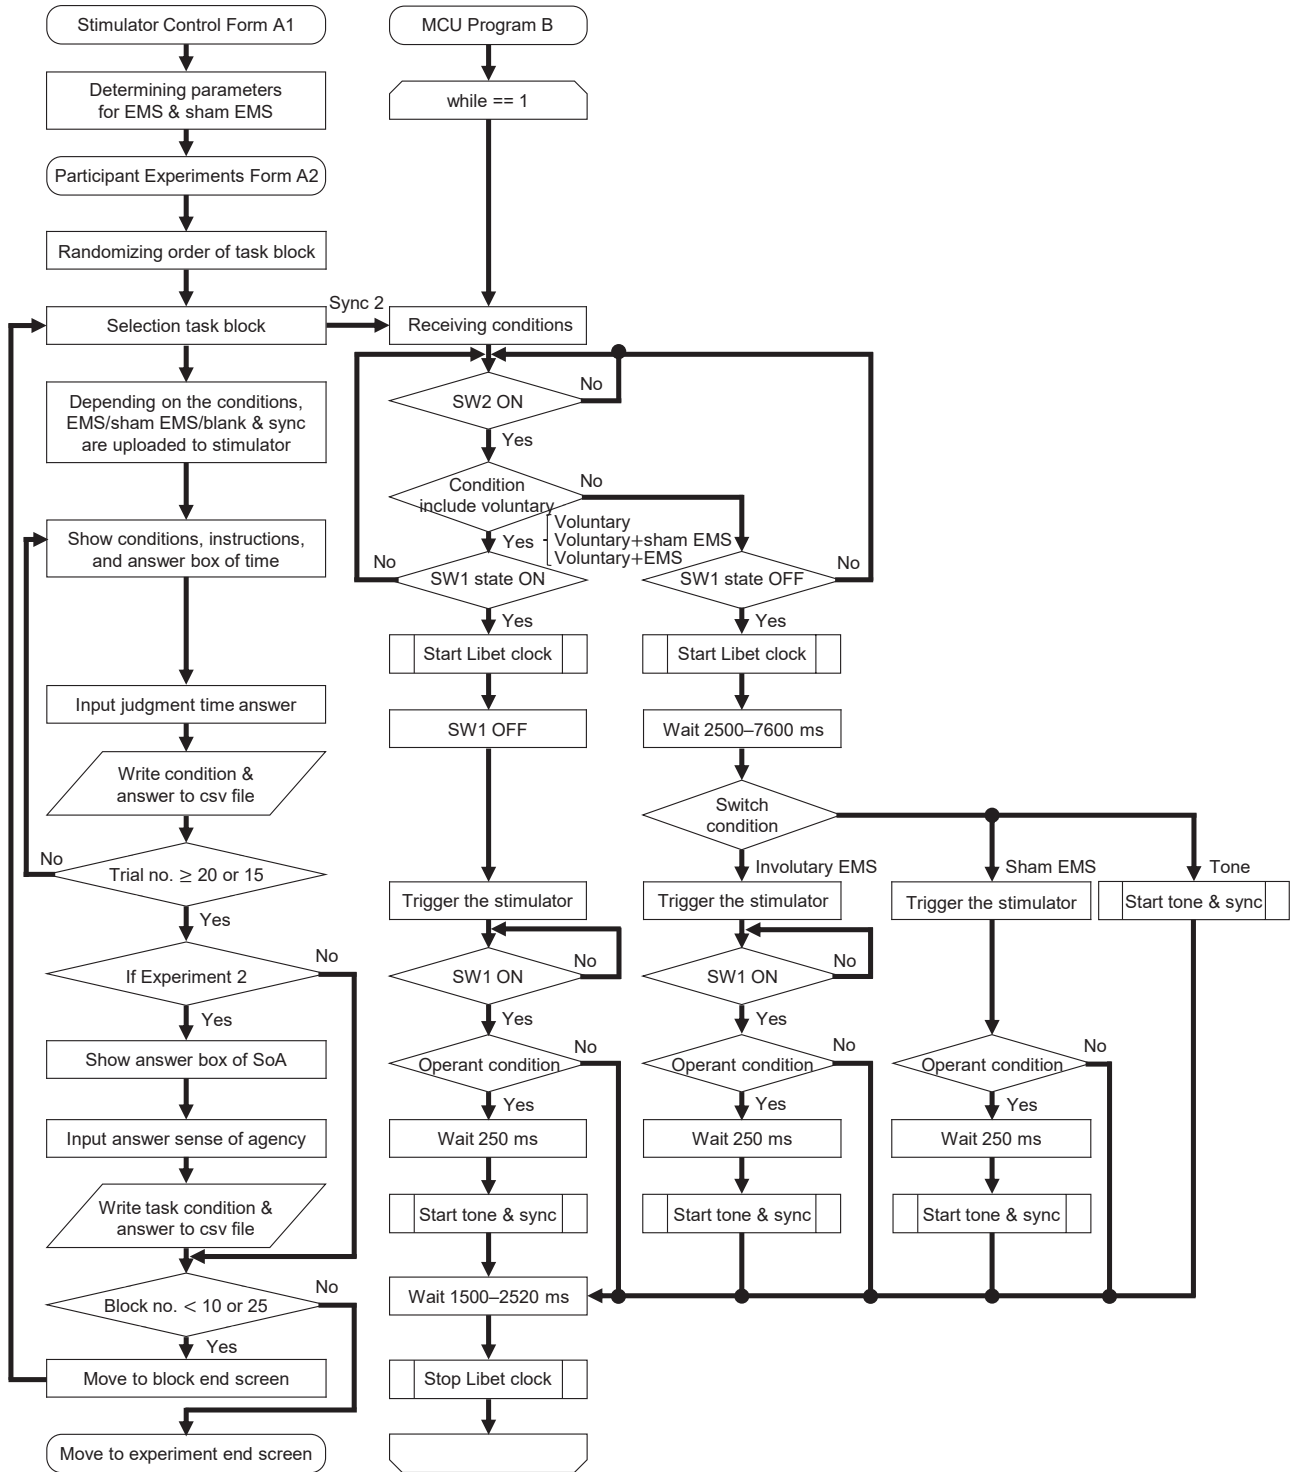 Stimulator Control Form A1
Determining parameters
for EMS & sham EMS
Participant Experiments Form A2
Randomizing order of task block
Selection task block
Sync 2
Depending on the conditions,
EMS/sham EMS/blank & sync
are uploaded to stimulator
Show conditions, instructions,
and answer box of time
Input judgment time answer
Write condition &
answer to csv file
No
Trial no. ≥ 20 or 15
Yes
No
If Experiment 2
Yes
Show answer box of SoA
Input answer sense of agency
Write task condition &
answer to csv file
No
Block no. < 10 or 25
Yes
Move to block end screen
Move to experiment end screen
MCU Program B
while == 1
Receiving conditions
No
SW2 ON
Yes
No
Condition
include voluntary
Yes
Voluntary
Voluntary+sham EMS
Voluntary+EMS
No
SW1 state ON
Yes
Start Libet clock
SW1 OFF
Trigger the stimulator
SW1 ON
No
Yes
No
Operant condition
Yes
Wait 250 ms
Start tone & sync
Wait 1500–2520 ms
Stop Libet clock
No
SW1 state OFF
Yes
Start Libet clock
Wait 2500–7600 ms
Switch
condition
Involutary EMS
Trigger the stimulator
SW1 ON
No
Yes
No
Operant condition
Yes
Wait 250 ms
Start tone & sync
Sham EMS
Trigger the stimulator
No
Operant condition
Yes
Wait 250 ms
Start tone & sync
Tone
Start tone & sync